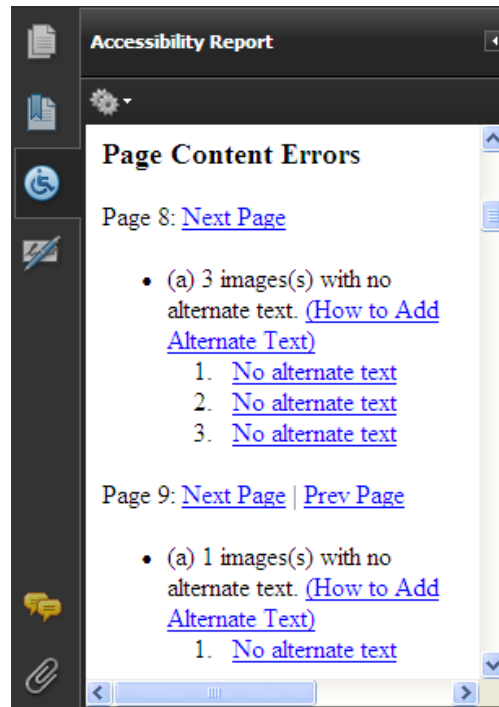 Accessibility Report
Page Content Errors
Page 8: Next Page
• (a) 3 images(s) with no
alternate text. (How to Add
Alternate Text)
1. No alternate text
2. No alternate text
3. No alternate text
Page 9: Next Page | Prev Page
• (a) 1 images(s) with no
alternate text. (How to Add
Alternate Text)
1. No alternate text